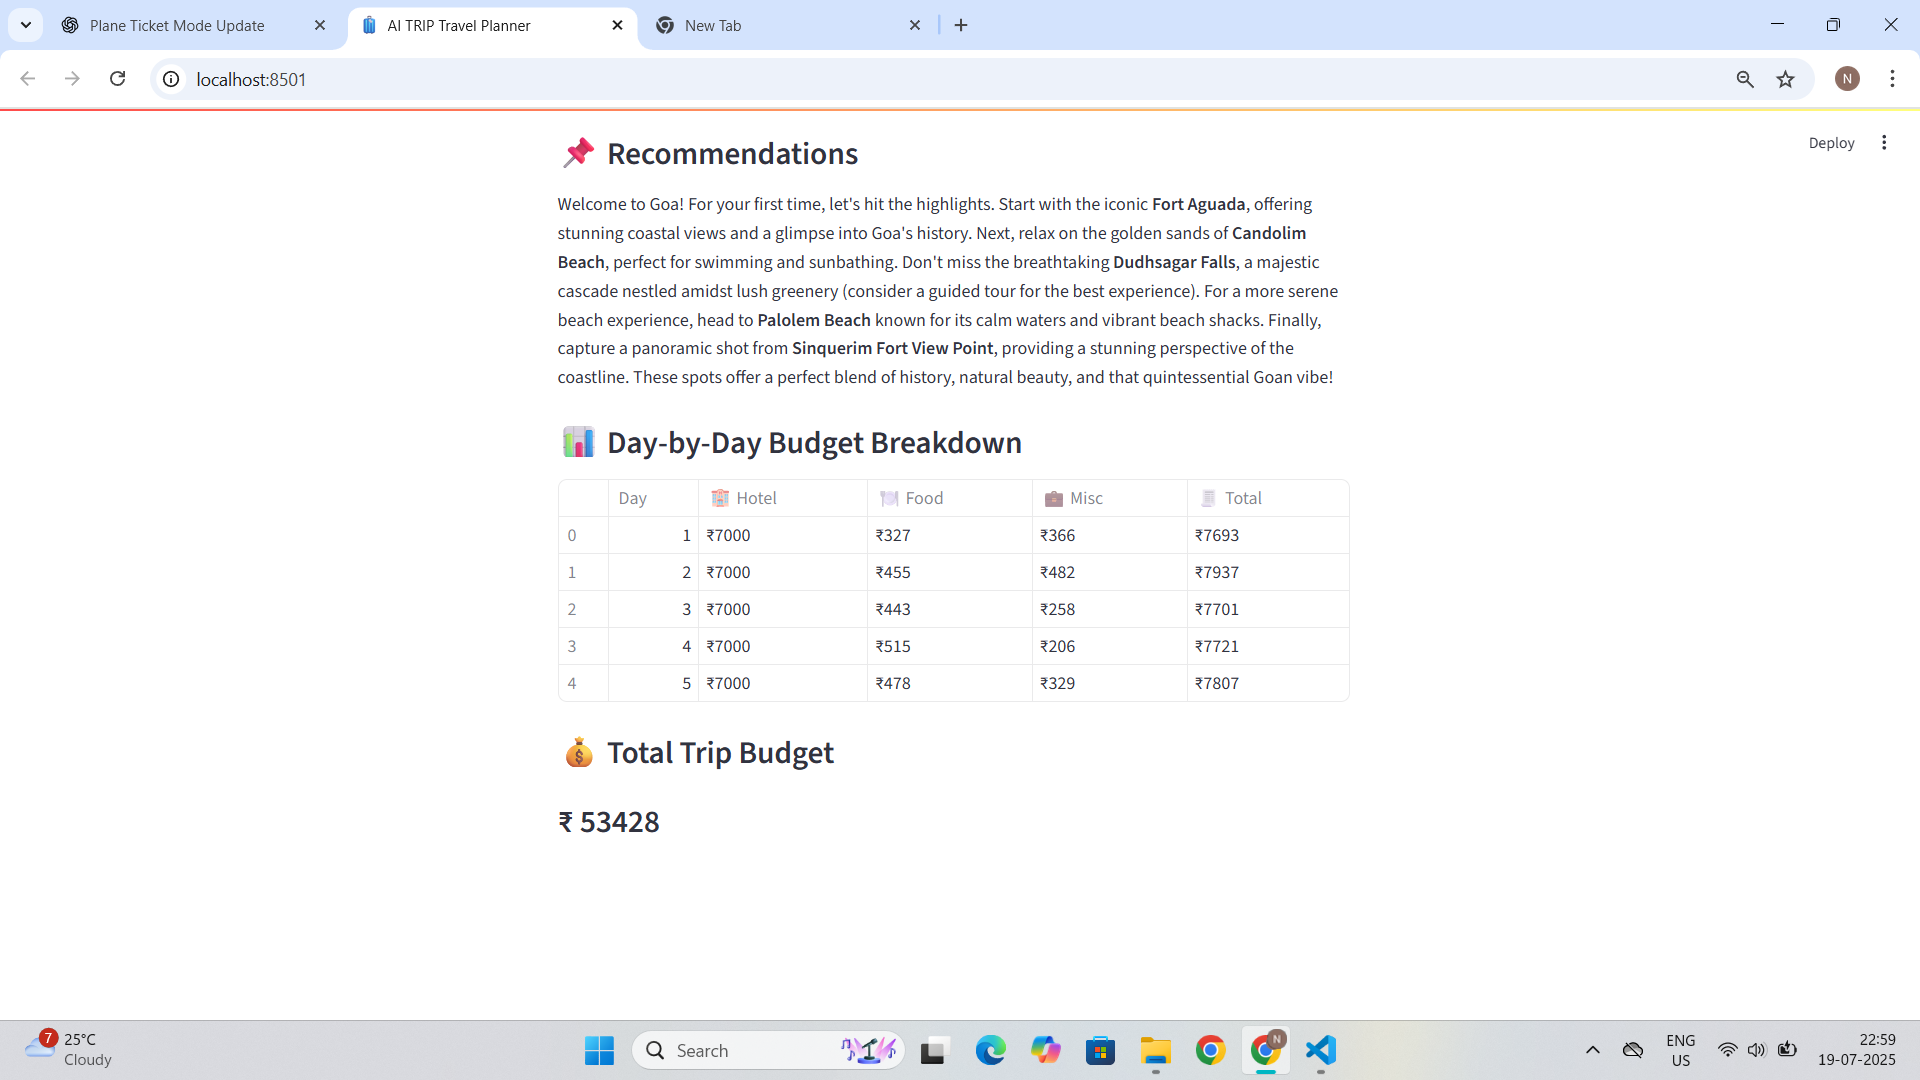 Plane Ticket Mode Update
AI TRIP Travel Planner
New Tab
localhost:8501
N
Deploy
Recommendations
Welcome to Goa! For your first time, let's hit the highlights. Start with the iconic Fort Aguada, offering
stunning coastal views and a glimpse into Goa's history. Next, relax on the golden sands of Candolim
Beach, perfect for swimming and sunbathing. Don't miss the breathtaking Dudhsagar Falls, a majestic
cascade nestled amidst lush greenery (consider a guided tour for the best experience). For a more serene
beach experience, head to Palolem Beach known for its calm waters and vibrant beach shacks. Finally,
capture a panoramic shot from Sinquerim Fort View Point, providing a stunning perspective of the
coastline. These spots offer a perfect blend of history, natural beauty, and that quintessential Goan vibe!
Day-by-Day Budget Breakdown
Day Hotel Food Misc Total
0 1 ₹7000 ₹327 ₹366 ₹7693
1 2 ₹7000 ₹455 ₹482 ₹7937
2 3 ₹7000 ₹443 ₹258 ₹7701
3 4 ₹7000 ₹515 ₹206 ₹7721
4 5 ₹7000 ₹478 ₹329 ₹7807
Total Trip Budget
₹ 53428
7
25°C
Cloudy
Search
N
ENG
US
22:59
19-07-2025